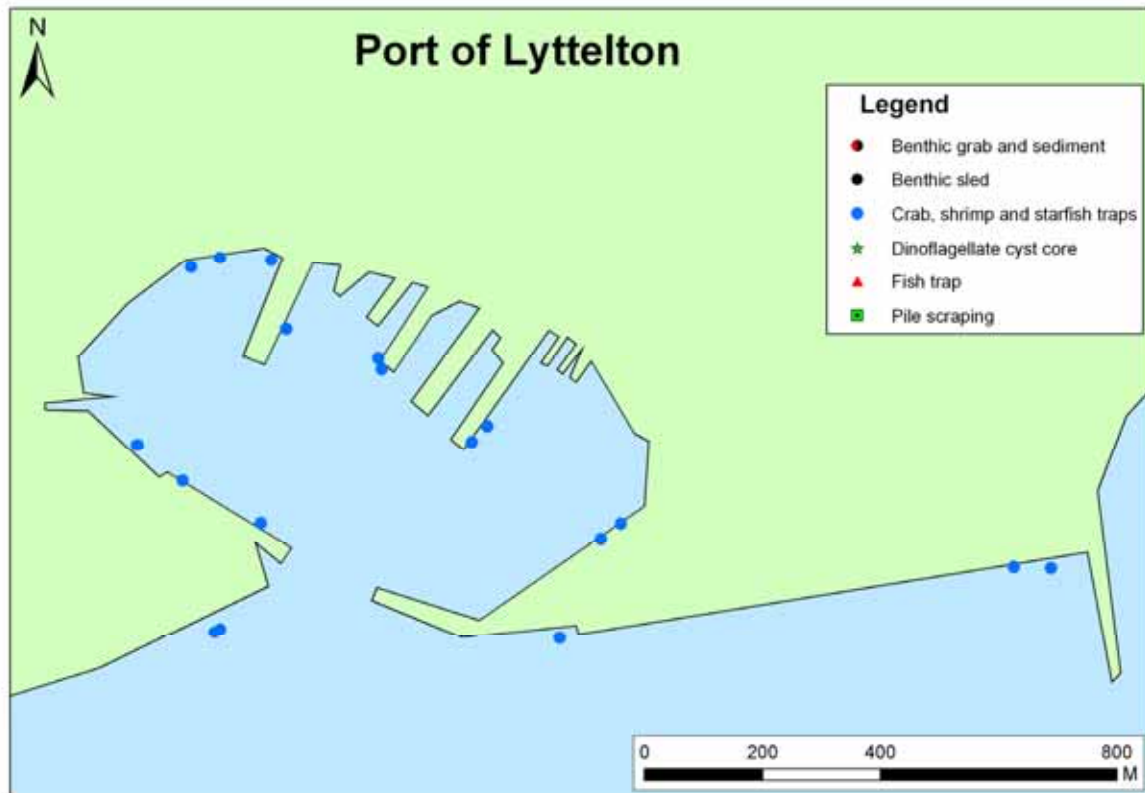 N
Port of Lyttelton
Legend
Benthic grab and sediment
Benthic sled
Crab, shrimp and starfish traps
Dinoflagellate cyst core
Fish trap
Pile scraping
0 200 400 800
M